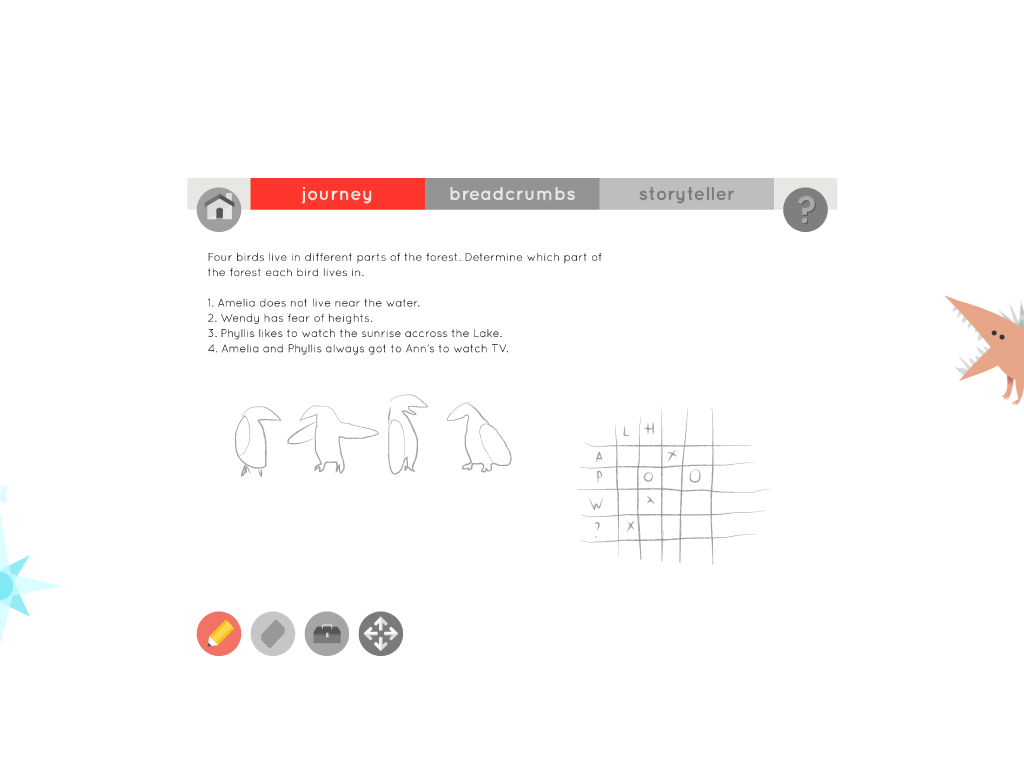 journey
breadcrumbs
storyteller
?
Four birds live in different parts of the forest. Determine which part of
the forest each bird lives in.
1. Amelia does not live near the water.
2. Wendy has fear of heights.
3. Phyllis likes to watch the sunrise accross the Lake.
4. Amelia and Phyllis always got to Ann's to watch TV.
L H
A X
P O O
W x
? X